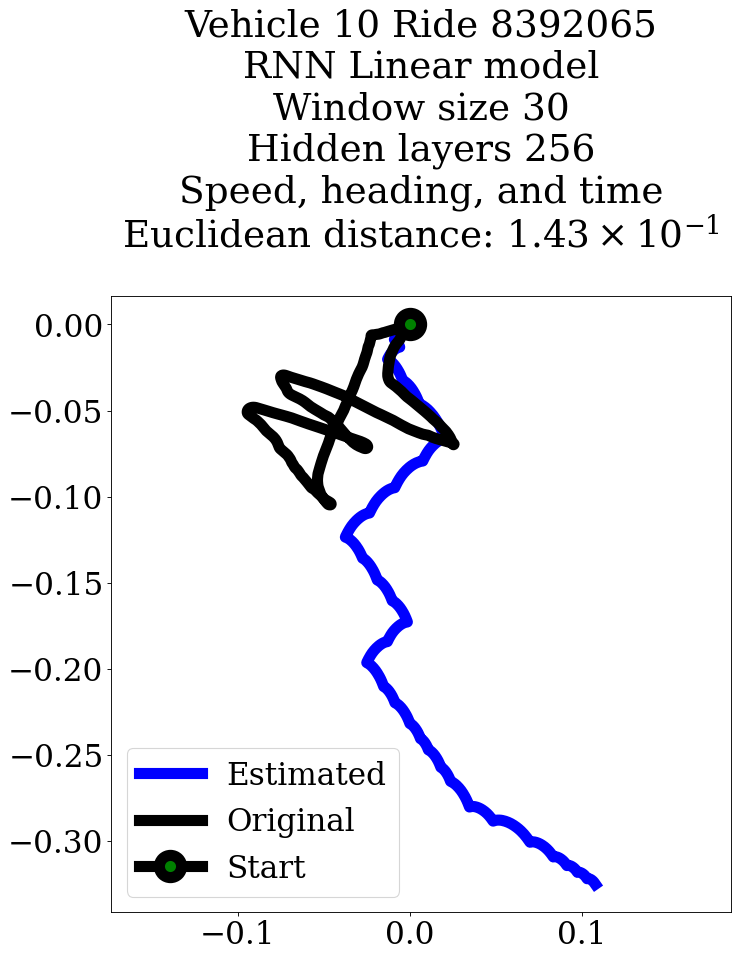 Vehicle 10 Ride 8392065
RNN Linear model
Window size 30
Hidden layers 256
Speed, heading, and time
Euclidean distance: 1.43 × 10⁻¹
0.00
−0.05
−0.10
−0.15
−0.20
−0.25
−0.30
Estimated
Original
Start
−0.1 0.0 0.1